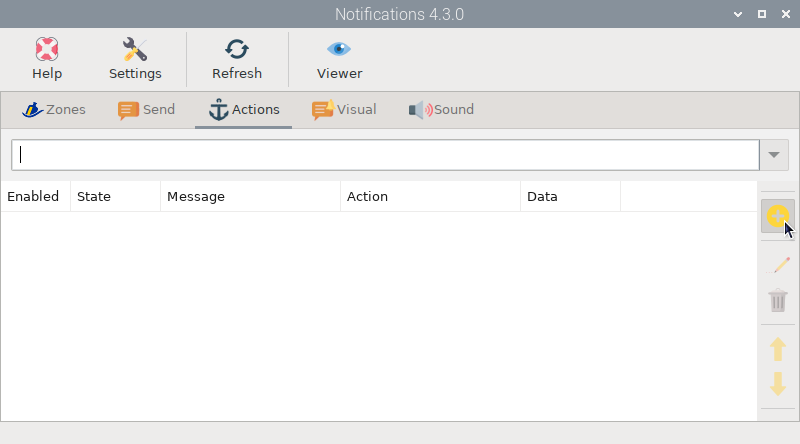 Notifications 4.3.0
Help Settings Refresh Viewer
Zones Send Actions Visual Sound
Enabled State Message Action Data